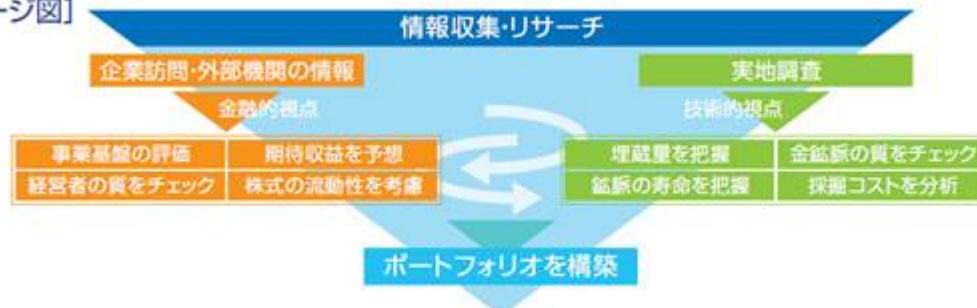 ージ図]
情報収集･リサーチ
企業訪問･外部機関の情報
実地調査
金融的視点
技術的視点
事業基盤の評価
期待収益を予想
経営者の質をチェック
株式の流動性を考慮
埋蔵量を把握
金鉱脈の質をチェック
鉱脈の寿命を把握
採掘コストを分析
ポートフォリオを構築